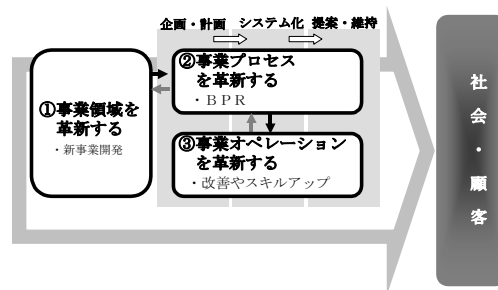 企画・計画 システム化 提案・維持
①事業領域を
革新する
・新事業開発
②事業プロセス
を革新する
・ＢＰＲ
③事業オペレーション
を革新する
・改善やスキルアップ
社会・顧客